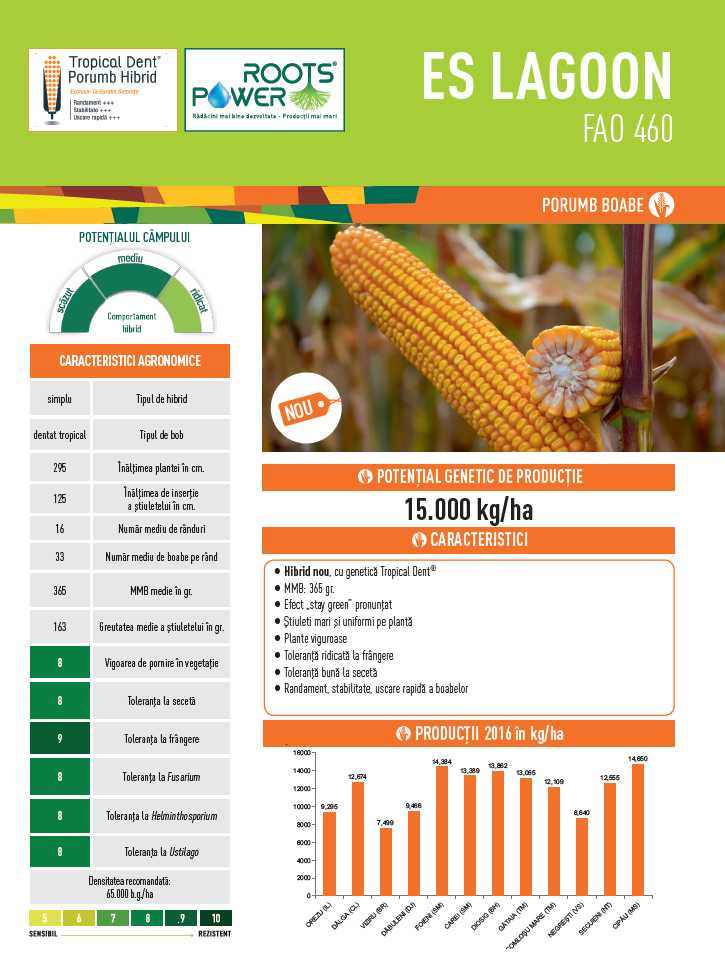 Tropical Dent®
Porumb Hibrid
Exclusiv la Euralis Semințe
Randament +++
Stabilitate +++
Uscare rapidă +++
ROOTS®
POWER
Rădăcini mai bine dezvoltate - Producții mai mari
ES LAGOON
FAO 460
PORUMB BOABE
POTENȚIALUL CÂMPULUI
scăzut
mediu
ridicat
Comportament
hibrid
NOU
CARACTERISTICI AGRONOMICE
simplu Tipul de hibrid
dentat tropical Tipul de bob
295 Înălțimea plantei în cm.
125 Înălțimea de inserție
a știuletelui în cm.
16 Număr mediu de rânduri
33 Număr mediu de boabe pe rând
365 MMB medie în gr.
163 Greutatea medie a știuletelui în gr.
8 Vigoarea de pornire în vegetație
8 Toleranța la secetă
9 Toleranța la frângere
8 Toleranța la Fusarium
8 Toleranța la Helminthosporium
8 Toleranța la Ustilago
Densitatea recomandată:
65.000 b.g/ha
5 6 7 8 .9 10
SENSIBIL REZISTENT
POTENȚIAL GENETIC DE PRODUCȚIE
15.000 kg/ha
CARACTERISTICI
• Hibrid nou, cu genetică Tropical Dent®
• MMB: 365 gr.
• Efect „stay green” pronunțat
• Știuleti mari și uniformi pe plantă
• Plante viguroase
• Toleranță ridicată la frângere
• Toleranță bună la secetă
• Randament, stabilitate, uscare rapidă a boabelor
PRODUCȚII 2016 în kg/ha
16000
14000
12000
10000
8000
6000
4000
2000
0
9,295
12,674
7,499
9,466
14,384
13,389
13,862
13,065
12,109
8,640
12,555
14,650
OREZU (IL)
DÂLGA (CL)
VIZIRU (BR)
DĂBULENI (DJ)
FOIENI (SM)
CAREI (SM)
DIOSIG (BH)
GĂTAIA (TM)
COMLOȘU MARE (TM)
NEGREȘTI (VS)
SECUIENI (NT)
CIPĂU (MS)